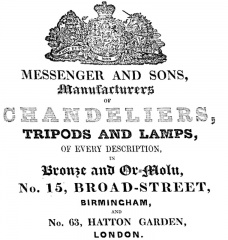 MESSENGER AND SONS,
Manufacturers
OF
CHANDELIERS,
TRIPODS AND LAMPS,
OF EVERY DESCRIPTION,
IN
Bronze and Or-Molu,
No. 15, BROAD-STREET,
BIRMINGHAM,
AND
No. 63, HATTON GARDEN,
LONDON.